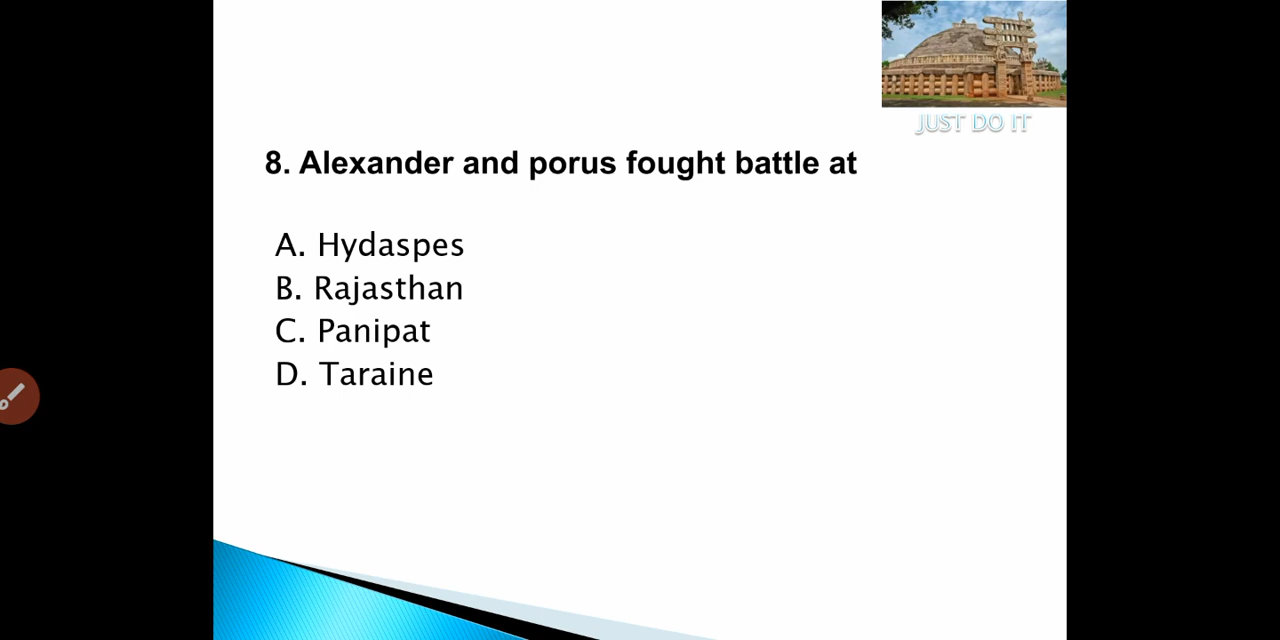 JUST DO IT
8. Alexander and porus fought battle at
A. Hydaspes
B. Rajasthan
C. Panipat
D. Taraine